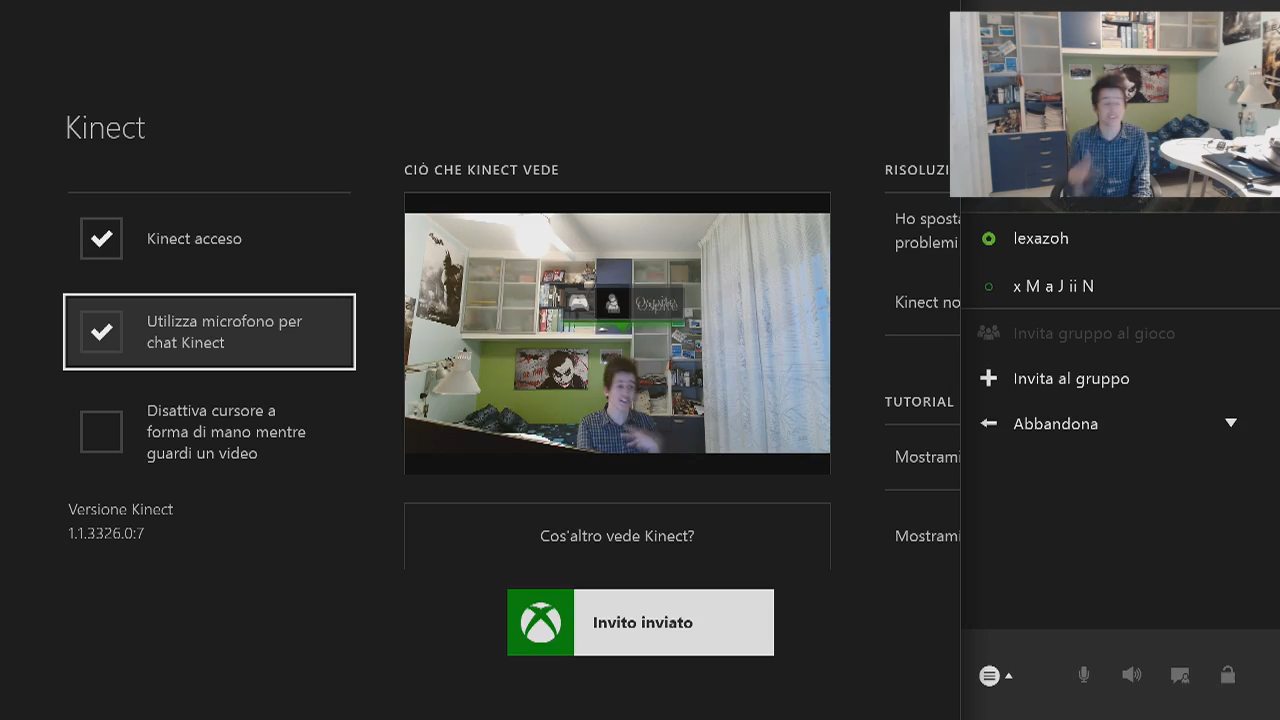 Kinect
Kinect acceso
Utilizza microfono per
chat Kinect
Disattiva cursore a
forma di mano mentre
guardi un video
Versione Kinect
1.1.3326.0:7
CIÒ CHE KINECT VEDE
Ospite
Cos'altro vede Kinect?
Invito inviato
RISOLUZI
Ho sposta
problemi
Kinect no
TUTORIAL
Mostrami
Mostrami
lexazoh
x M a J ii N
Invita gruppo al gioco
Invita al gruppo
Abbandona